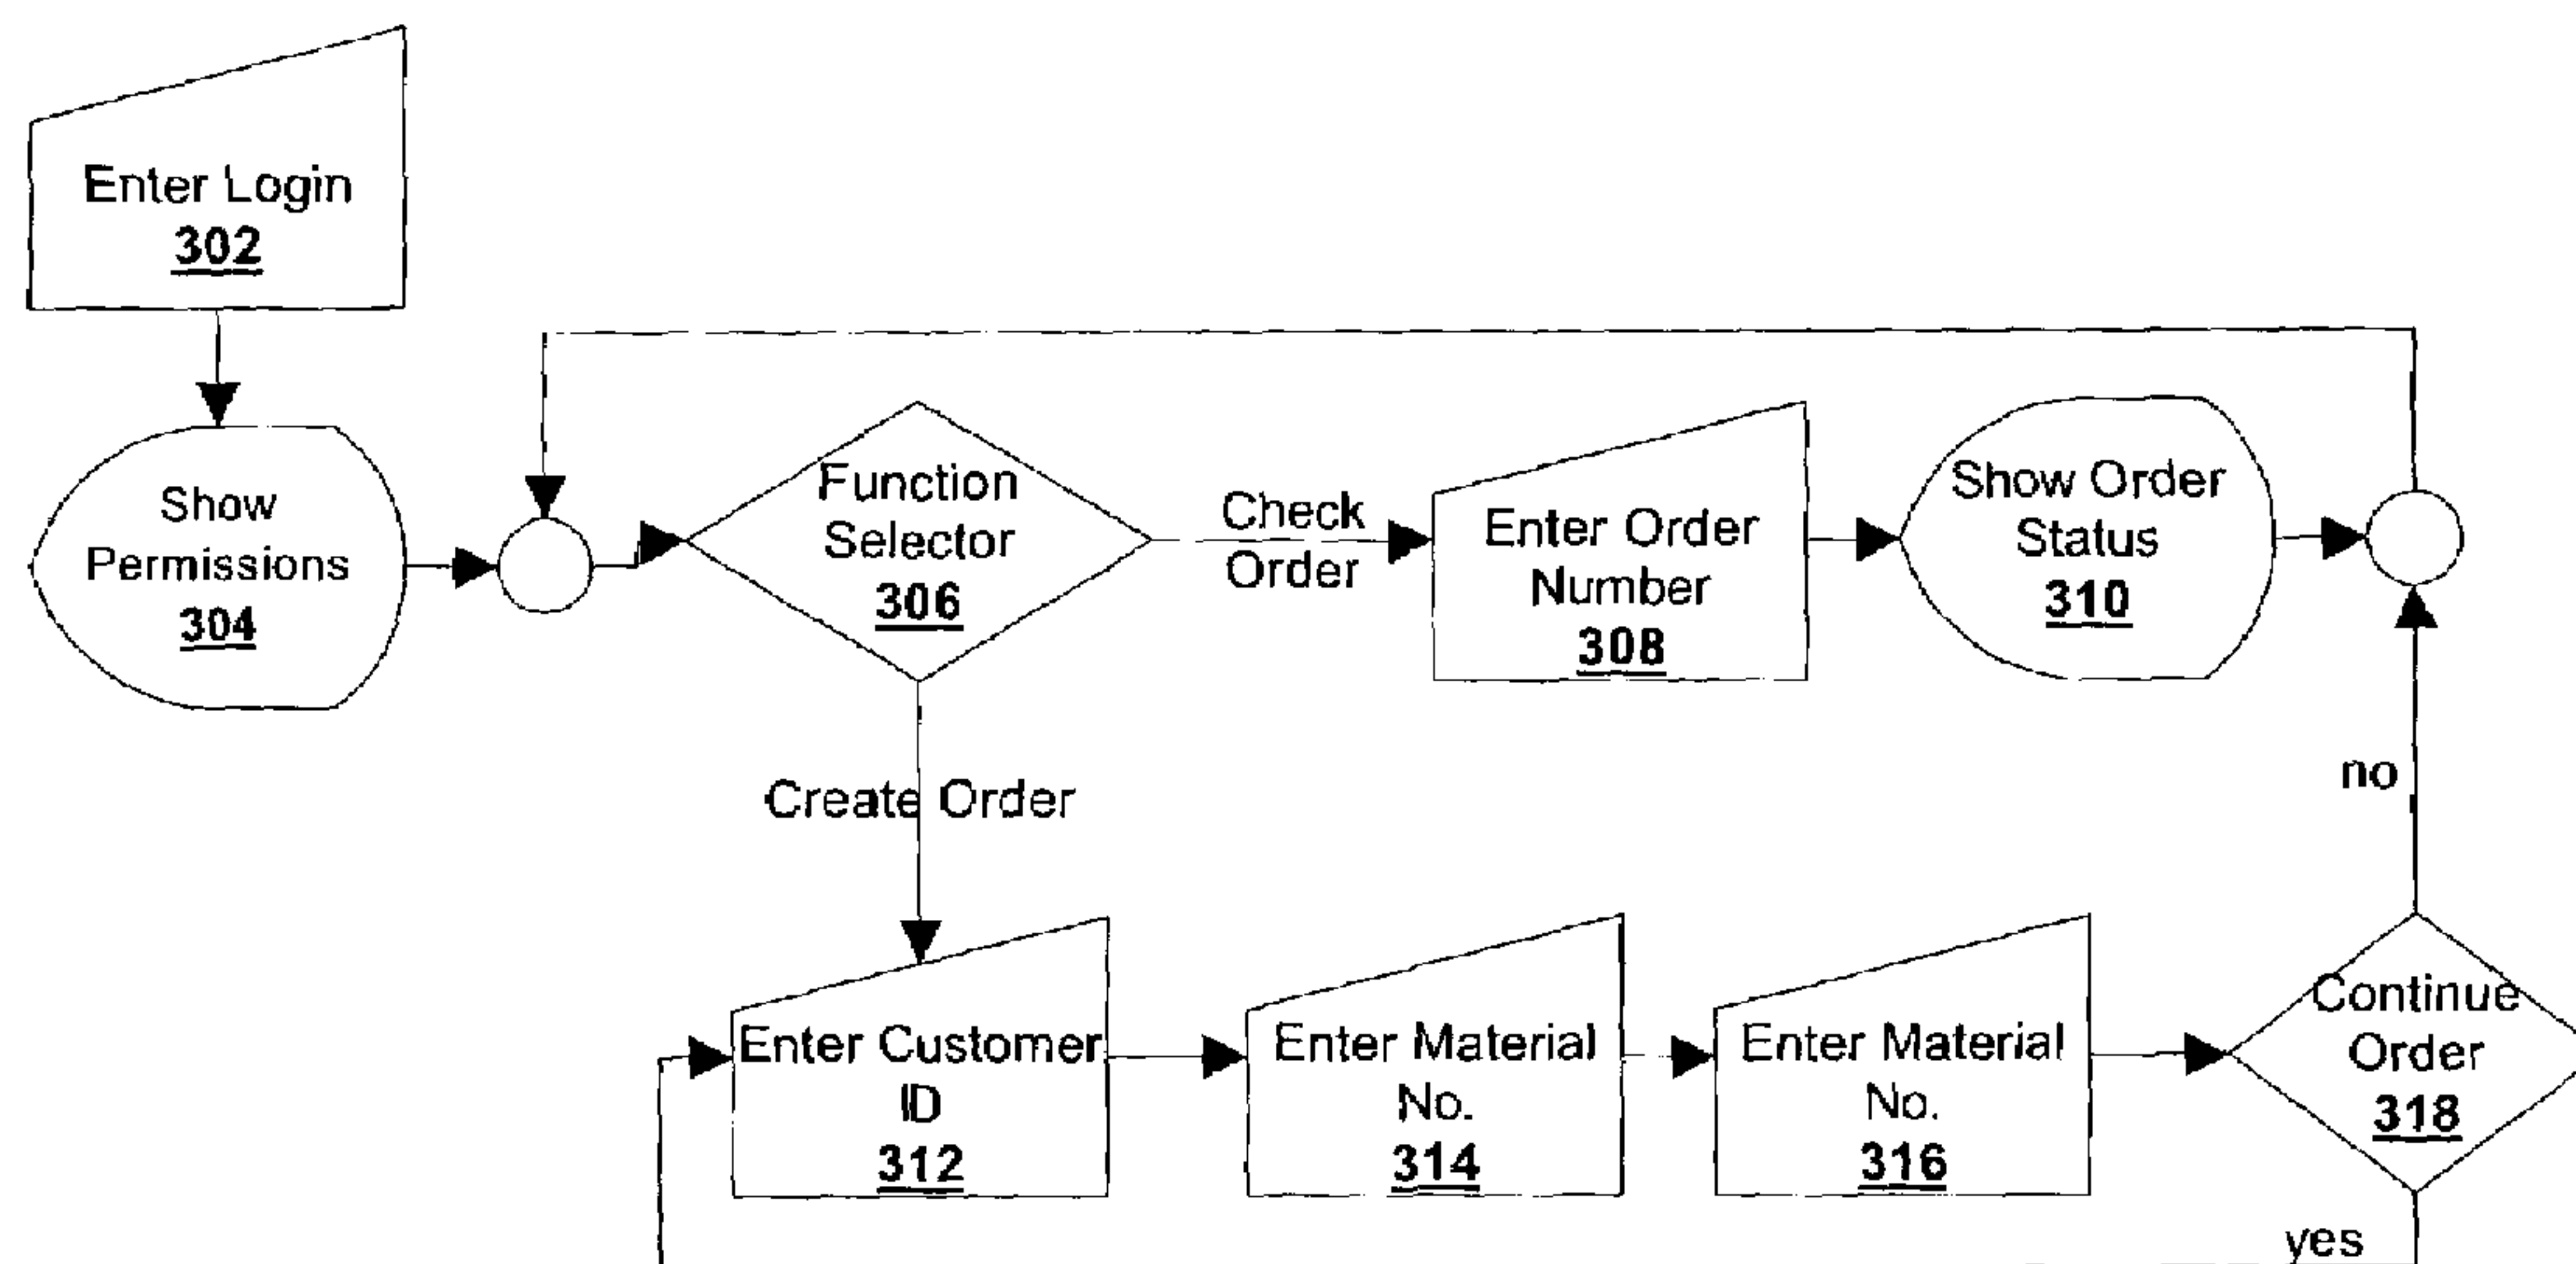 Enter Login
302
Show
Permissions
304
Function
Selector
306
Check
Order
Enter Order
Number
308
Show Order
Status
310
Create Order
no
Enter Customer
ID
312
Enter Material
No.
314
Enter Material
No.
316
Continue
Order
318
yes